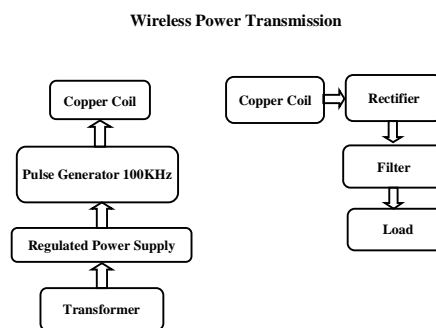 Wireless Power Transmission
Copper Coil
Pulse Generator 100KHz
Regulated Power Supply
Transformer
Copper Coil
Rectifier
Filter
Load